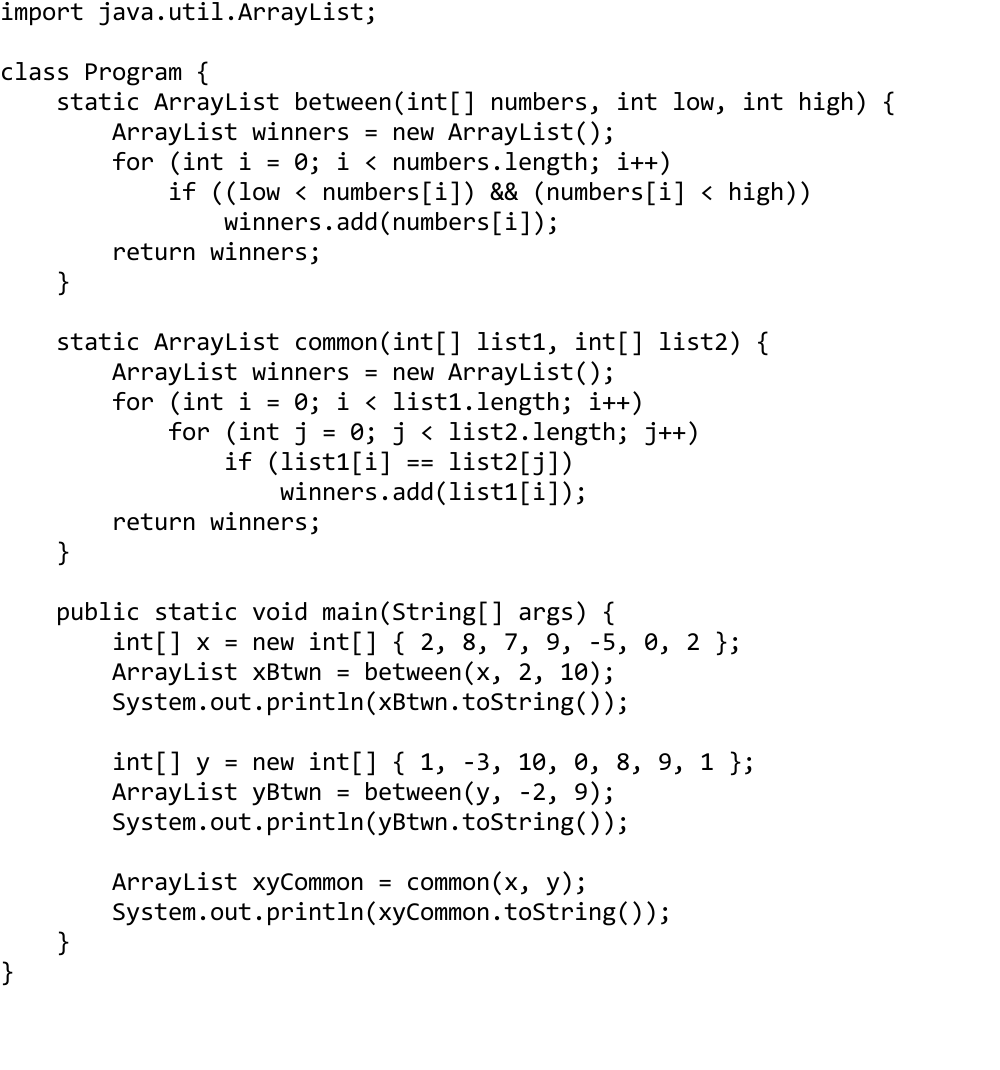 import java.util.ArrayList;

class Program {
    static ArrayList between(int[] numbers, int low, int high) {
        ArrayList winners = new ArrayList();
        for (int i = 0; i < numbers.length; i++)
            if ((low < numbers[i]) && (numbers[i] < high))
                winners.add(numbers[i]);
        return winners;
    }

    static ArrayList common(int[] list1, int[] list2) {
        ArrayList winners = new ArrayList();
        for (int i = 0; i < list1.length; i++)
            for (int j = 0; j < list2.length; j++)
                if (list1[i] == list2[j])
                    winners.add(list1[i]);
        return winners;
    }

    public static void main(String[] args) {
        int[] x = new int[] { 2, 8, 7, 9, -5, 0, 2 };
        ArrayList xBtwn = between(x, 2, 10);
        System.out.println(xBtwn.toString());

        int[] y = new int[] { 1, -3, 10, 0, 8, 9, 1 };
        ArrayList yBtwn = between(y, -2, 9);
        System.out.println(yBtwn.toString());

        ArrayList xyCommon = common(x, y);
        System.out.println(xyCommon.toString());
    }
}